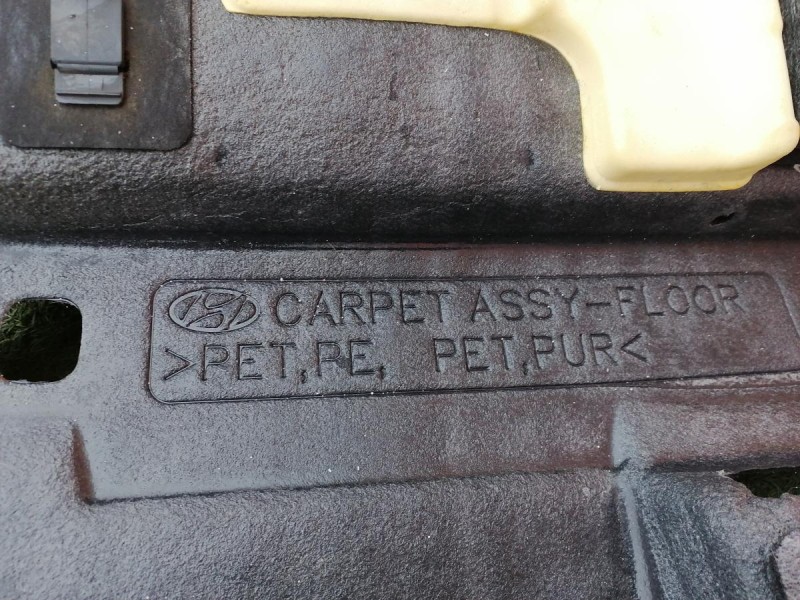 CARPET ASSY-FLOOR
>PET,PE, PET,PUR<